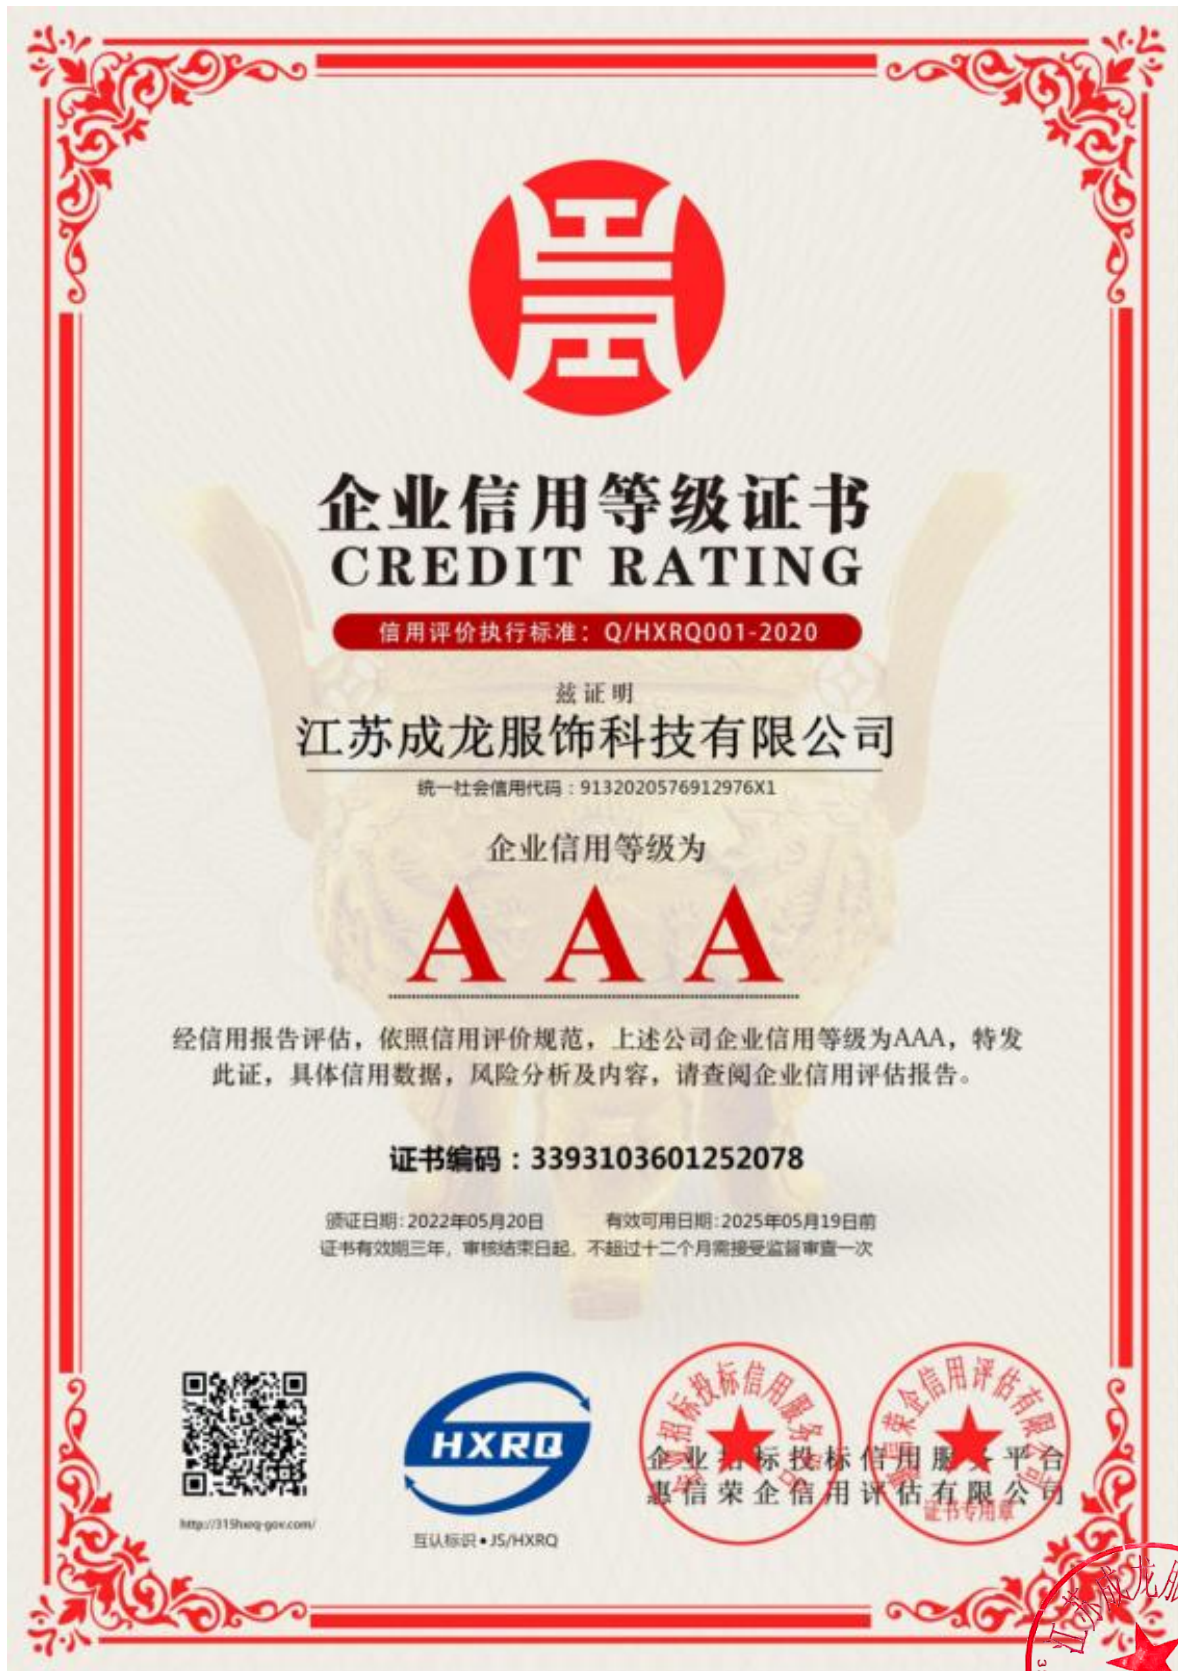 企业信用等级证书
CREDIT RATING
信用评价执行标准：Q/HXRQ001-2020
兹证明
江苏成龙服饰科技有限公司
统一社会信用代码：9132020576912976X1
企业信用等级为
AAA
经信用报告评估，依照信用评价规范，上述公司企业信用等级为AAA，特发
此证，具体信用数据，风险分析及内容，请查阅企业信用评估报告。
证书编码：3393103601252078
颁证日期：2022年05月20日 有效可用日期：2025年05月19日前
证书有效期三年，审核结束日起，不超过十二个月需接受监督审查一次
http://315hxrq-gov.com/
HXRQ
互认标识•JS/HXRQ
企业招标投标信用服务平台
惠信荣企信用评估有限公司
证书专用章
江苏成龙服